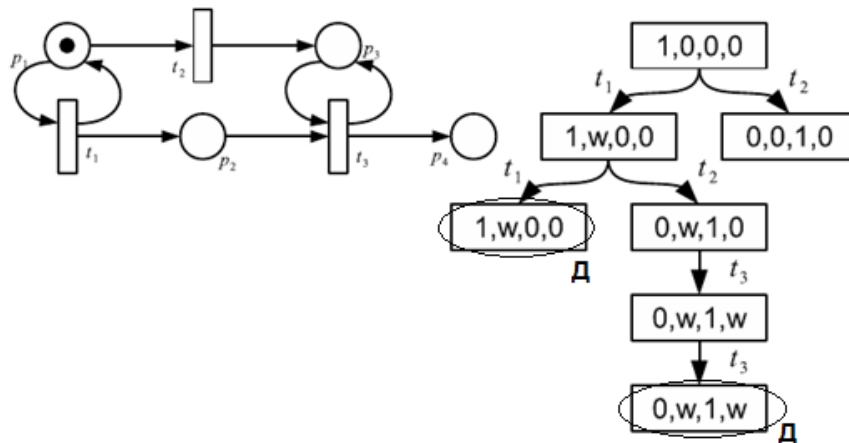 p₁
t₂
p₃
t₁
p₂
t₃
p₄
1,0,0,0
t₁
t₂
1,w,0,0
0,0,1,0
t₁
t₂
1,w,0,0
0,w,1,0
Д
t₃
0,w,1,w
t₃
0,w,1,w
Д